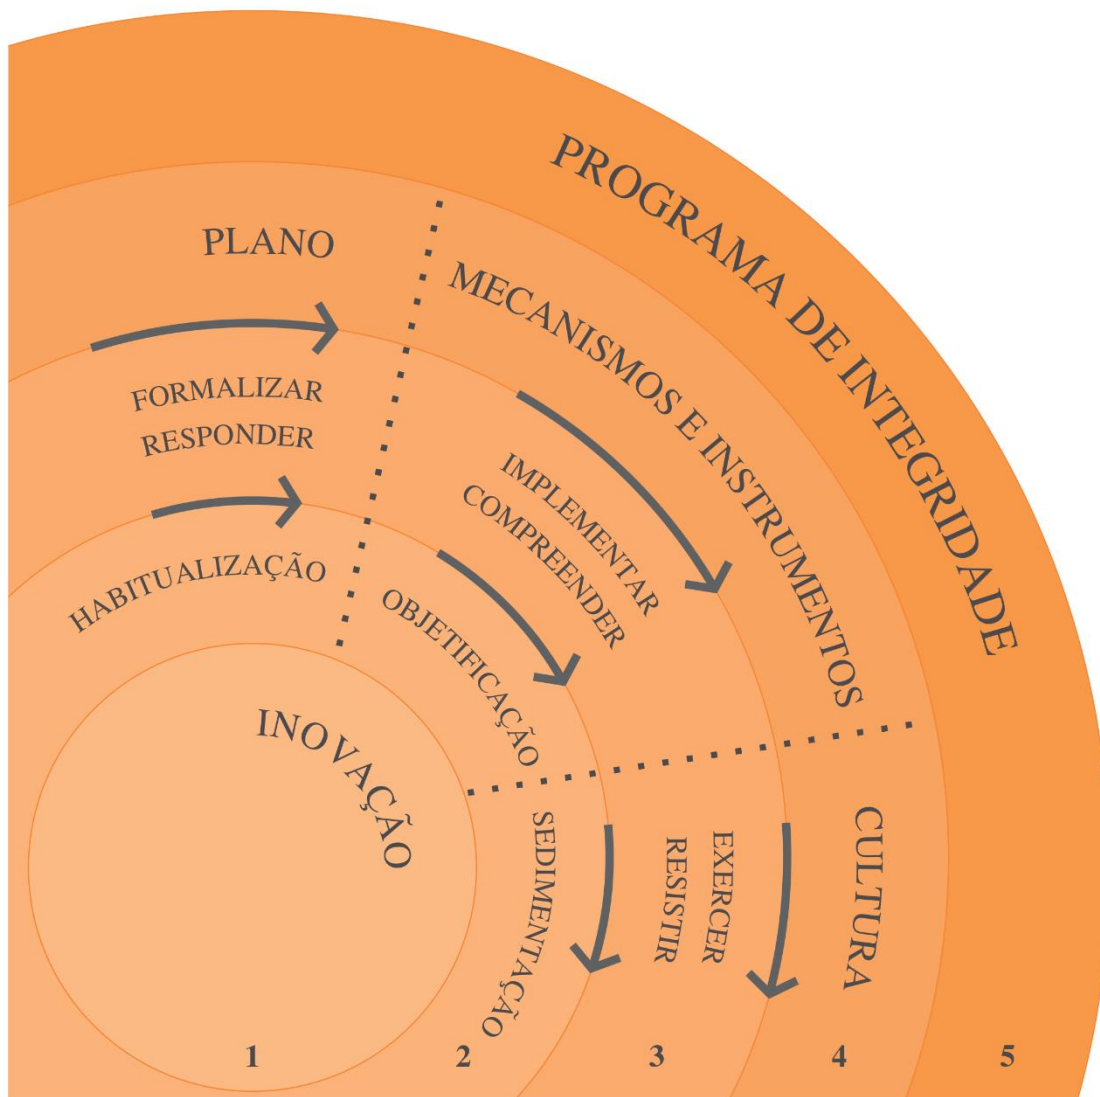 PROGRAMA DE INTEGRIDADE
PLANO
MECANISMOS E INSTRUMENTOS
CULTURA
FORMALIZAR
RESPONDER
IMPLEMENTAR
COMPREENDER
EXERCER
RESISTIR
HABITUALIZAÇÃO
OBJETIFICAÇÃO
SEDIMENTAÇÃO
INOVAÇÃO
1 2 3 4 5